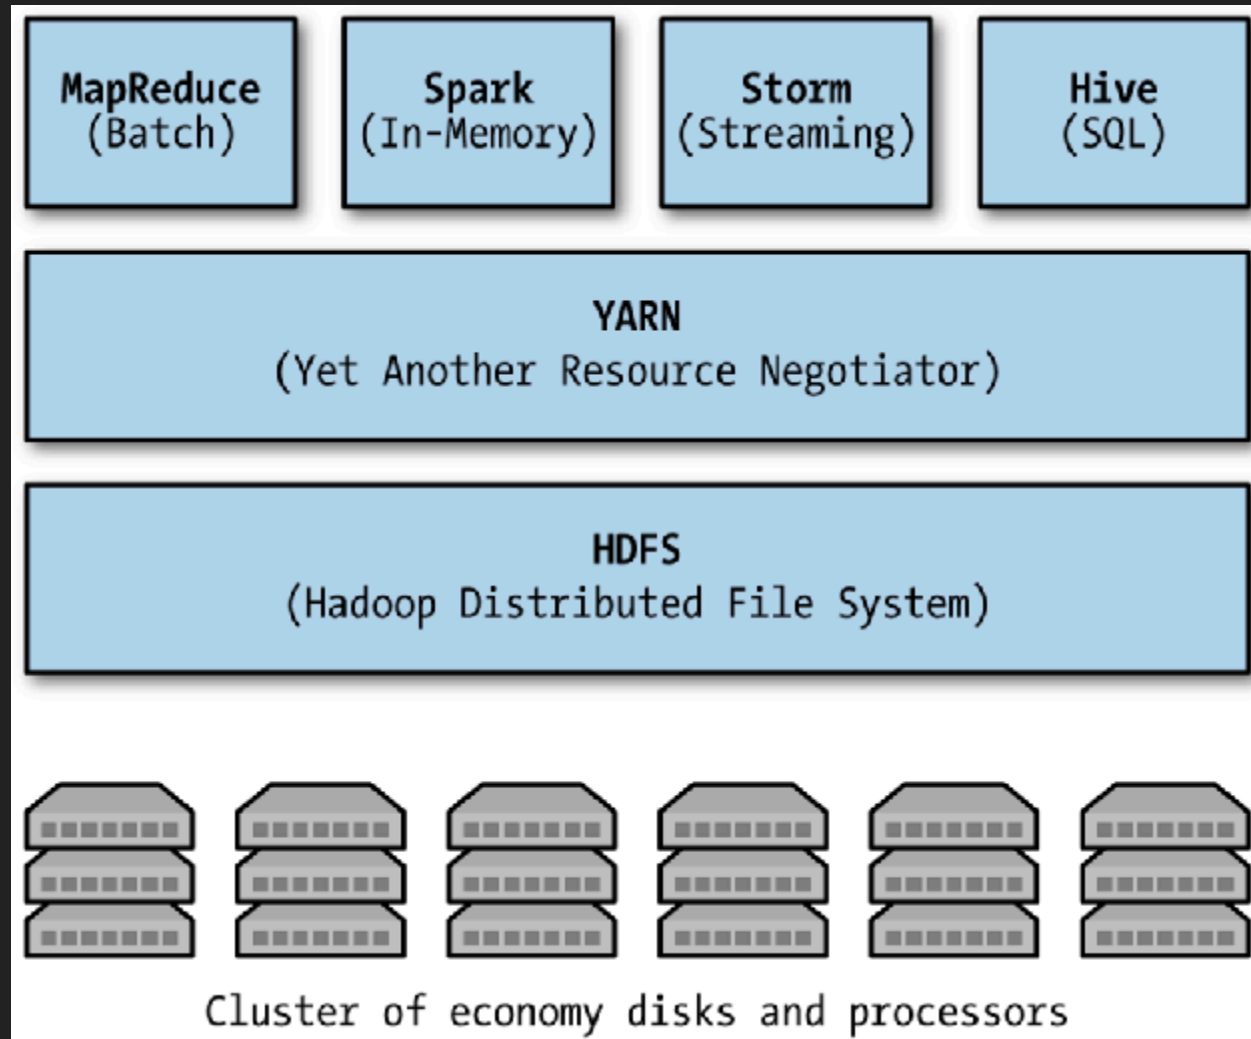 MapReduce
(Batch)
Spark
(In-Memory)
Storm
(Streaming)
Hive
(SQL)
YARN
(Yet Another Resource Negotiator)
HDFS
(Hadoop Distributed File System)
Cluster of economy disks and processors